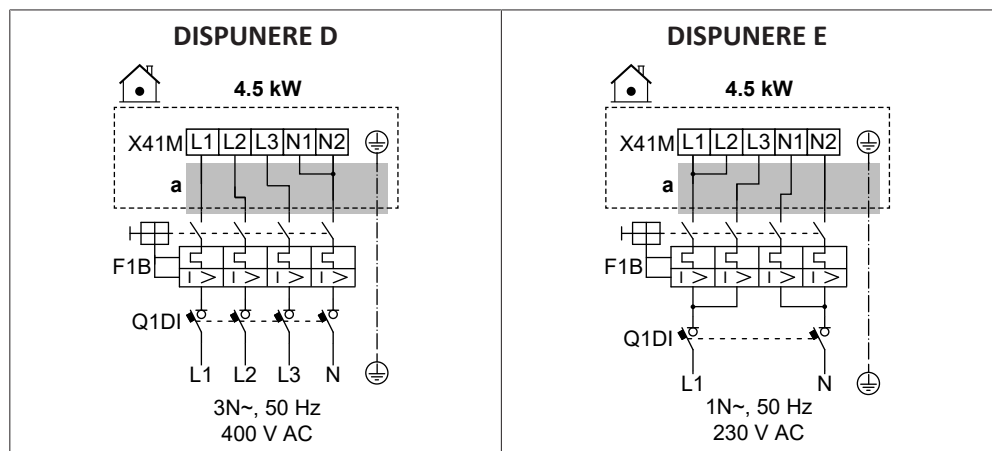 DISPUNERE D
4.5 kW
X41M L1 L2 L3 N1 N2
a
F1B
I > I > I > I >
Q1DI
L1 L2 L3 N
3N~, 50 Hz
400 V AC
DISPUNERE E
4.5 kW
X41M L1 L2 L3 N1 N2
a
F1B
I > I > I > I >
Q1DI
L1 N
1N~, 50 Hz
230 V AC